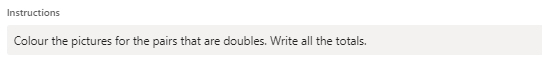 Instructions
Colour the pictures for the pairs that are doubles. Write all the totals.